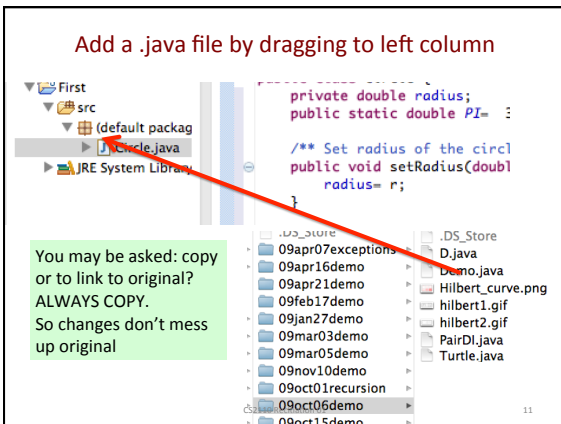 Add a .java file by dragging to left column
First
src
(default packag
Circle.java
JRE System Library
private double radius;
public static double PI= 3
/** Set radius of the circl
public void setRadius(doubl
radius= r;
}
You may be asked: copy
or to link to original?
ALWAYS COPY.
So changes don't mess
up original
.DS_Store
09apr07exceptions
09apr16demo
09apr21demo
09feb17demo
09jan27demo
09mar03demo
09mar05demo
09nov10demo
09oct01recursion
09oct06demo
09oct15demo
.DS_Store
D.java
Demo.java
Hilbert_curve.png
hilbert1.gif
hilbert2.gif
PairDI.java
Turtle.java
11